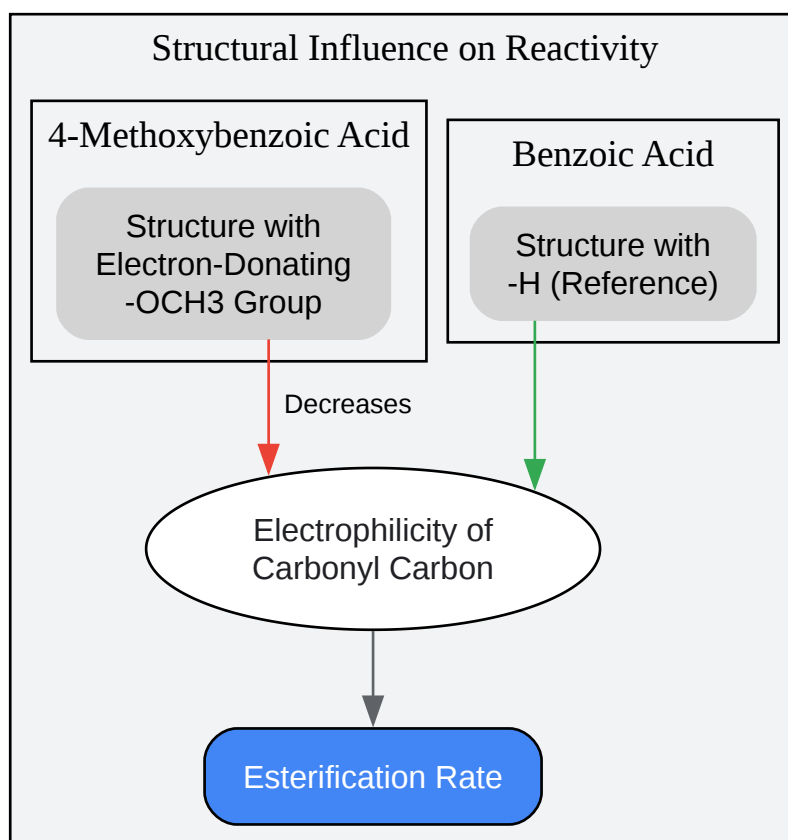 Structural Influence on Reactivity
4-Methoxybenzoic Acid
Structure with
Electron-Donating
-OCH3 Group
Benzoic Acid
Structure with
-H (Reference)
Decreases
Electrophilicity of
Carbonyl Carbon
Esterification Rate